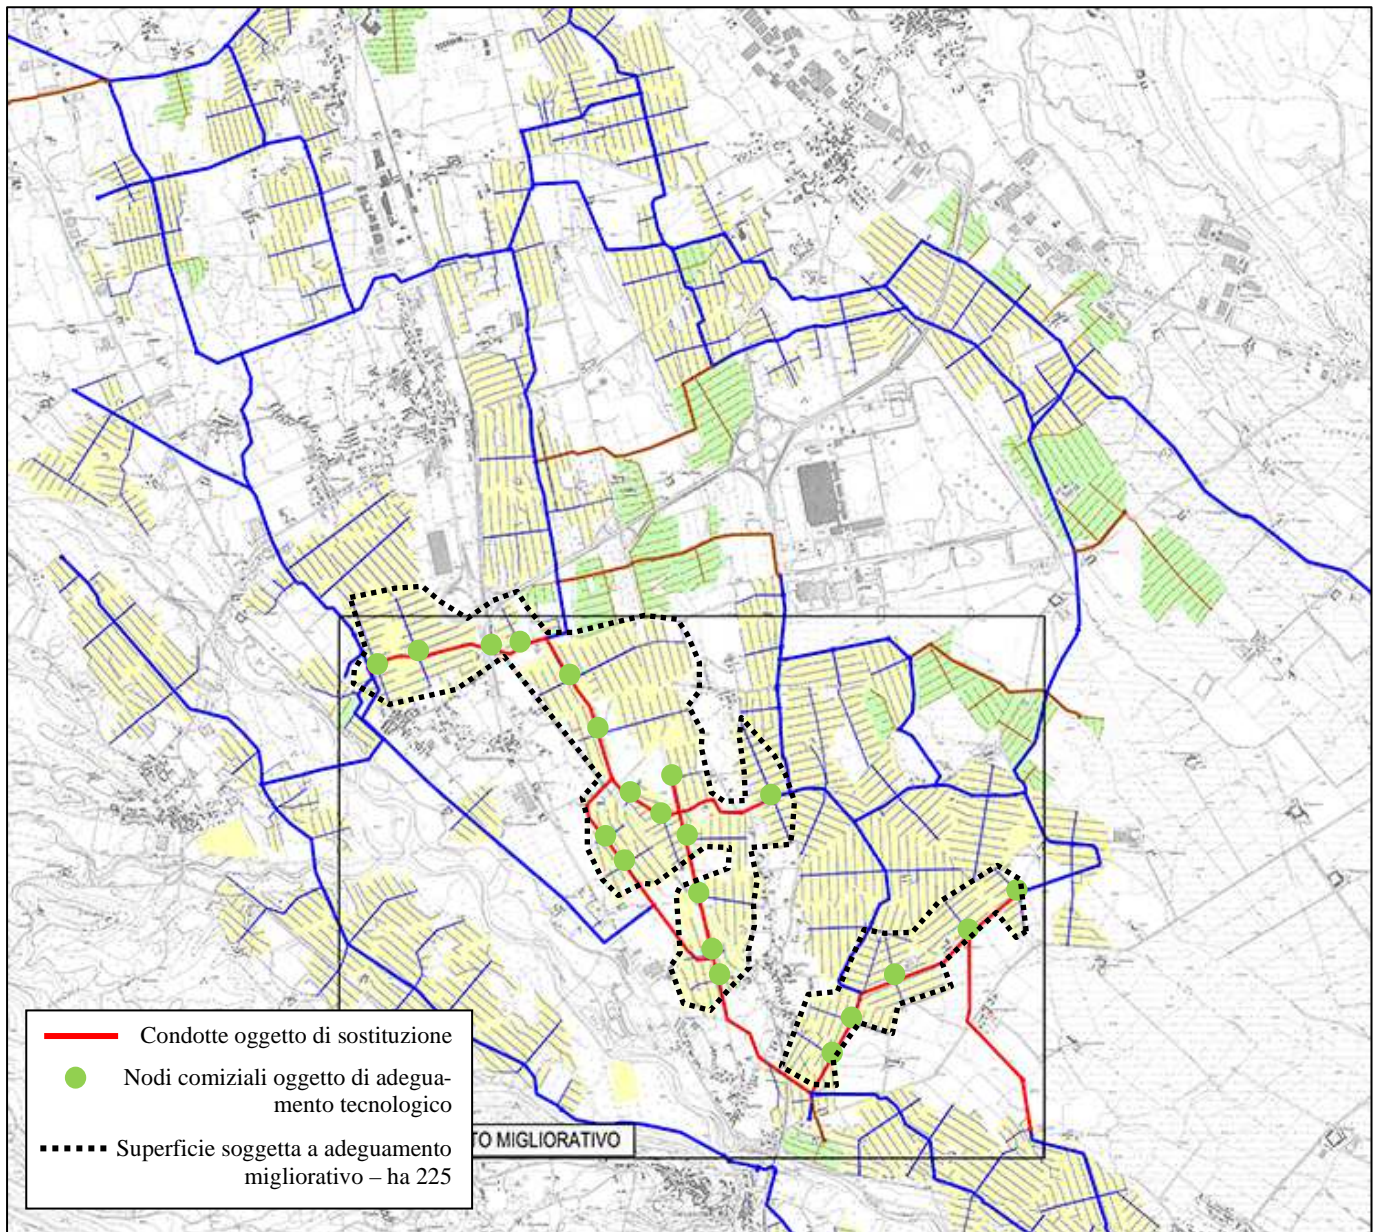 Condotte oggetto di sostituzione
Nodi comiziali oggetto di adegua-
mento tecnologico
Superficie soggetta a adeguamento
migliorativo – ha 225
TO MIGLIORATIVO